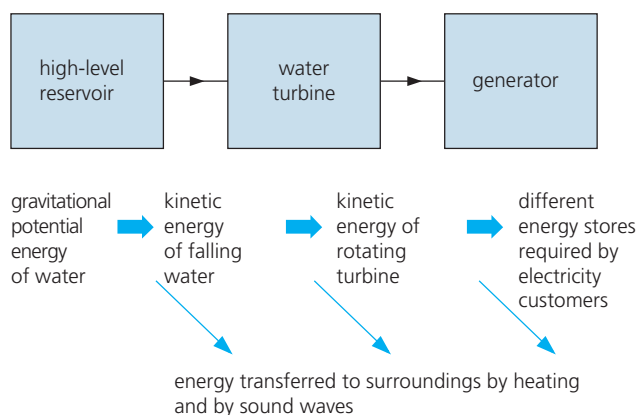 high-level
reservoir
water
turbine
generator
gravitational
potential
energy
of water
kinetic
energy
of falling
water
kinetic
energy of
rotating
turbine
different
energy stores
required by
electricity
customers
energy transferred to surroundings by heating
and by sound waves